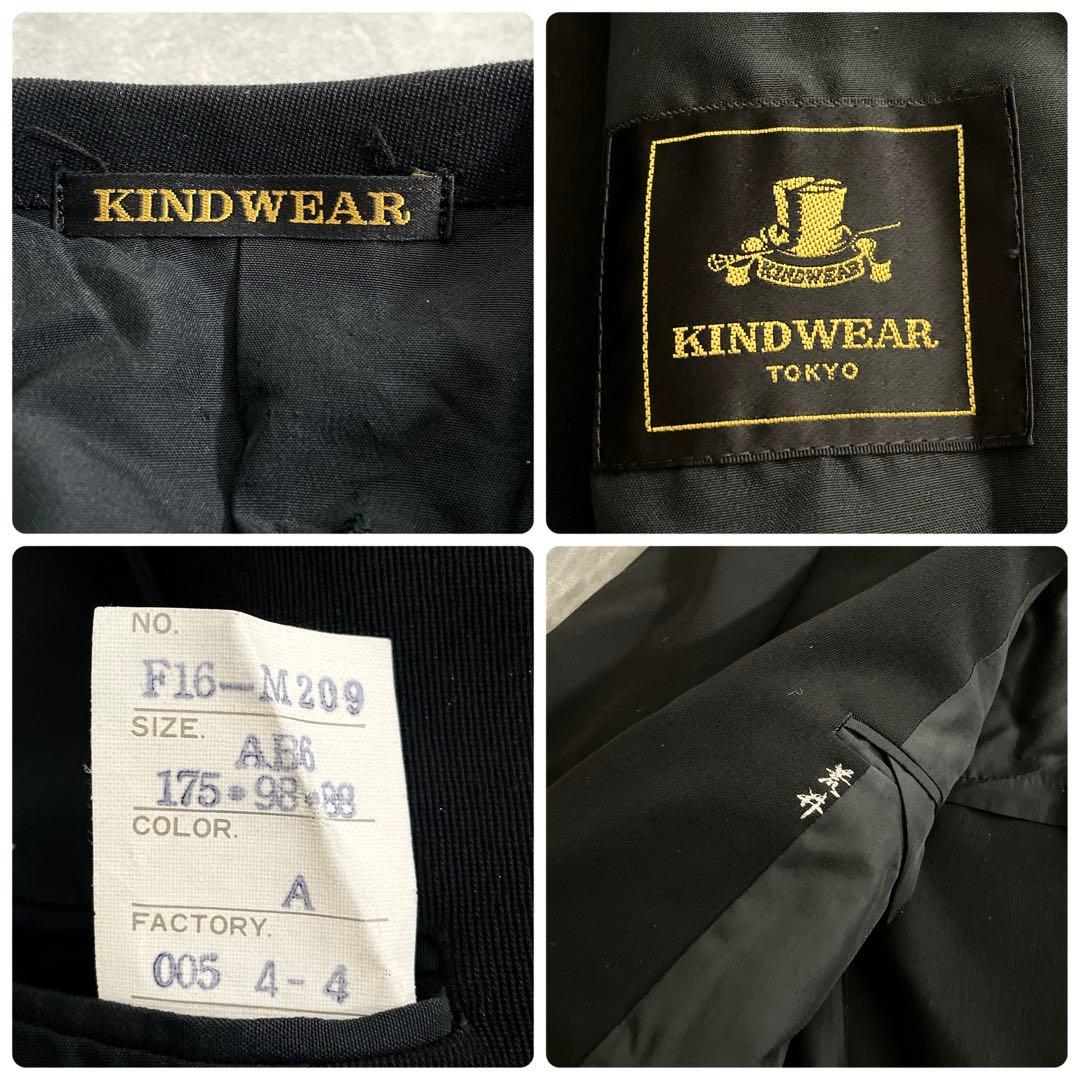 KINDWEAR
KINDWEAR
KINDWEAR
TOKYO
NO.
F16-M209
SIZE.
AB6
175・98・88
COLOR.
A
FACTORY.
005 4-4